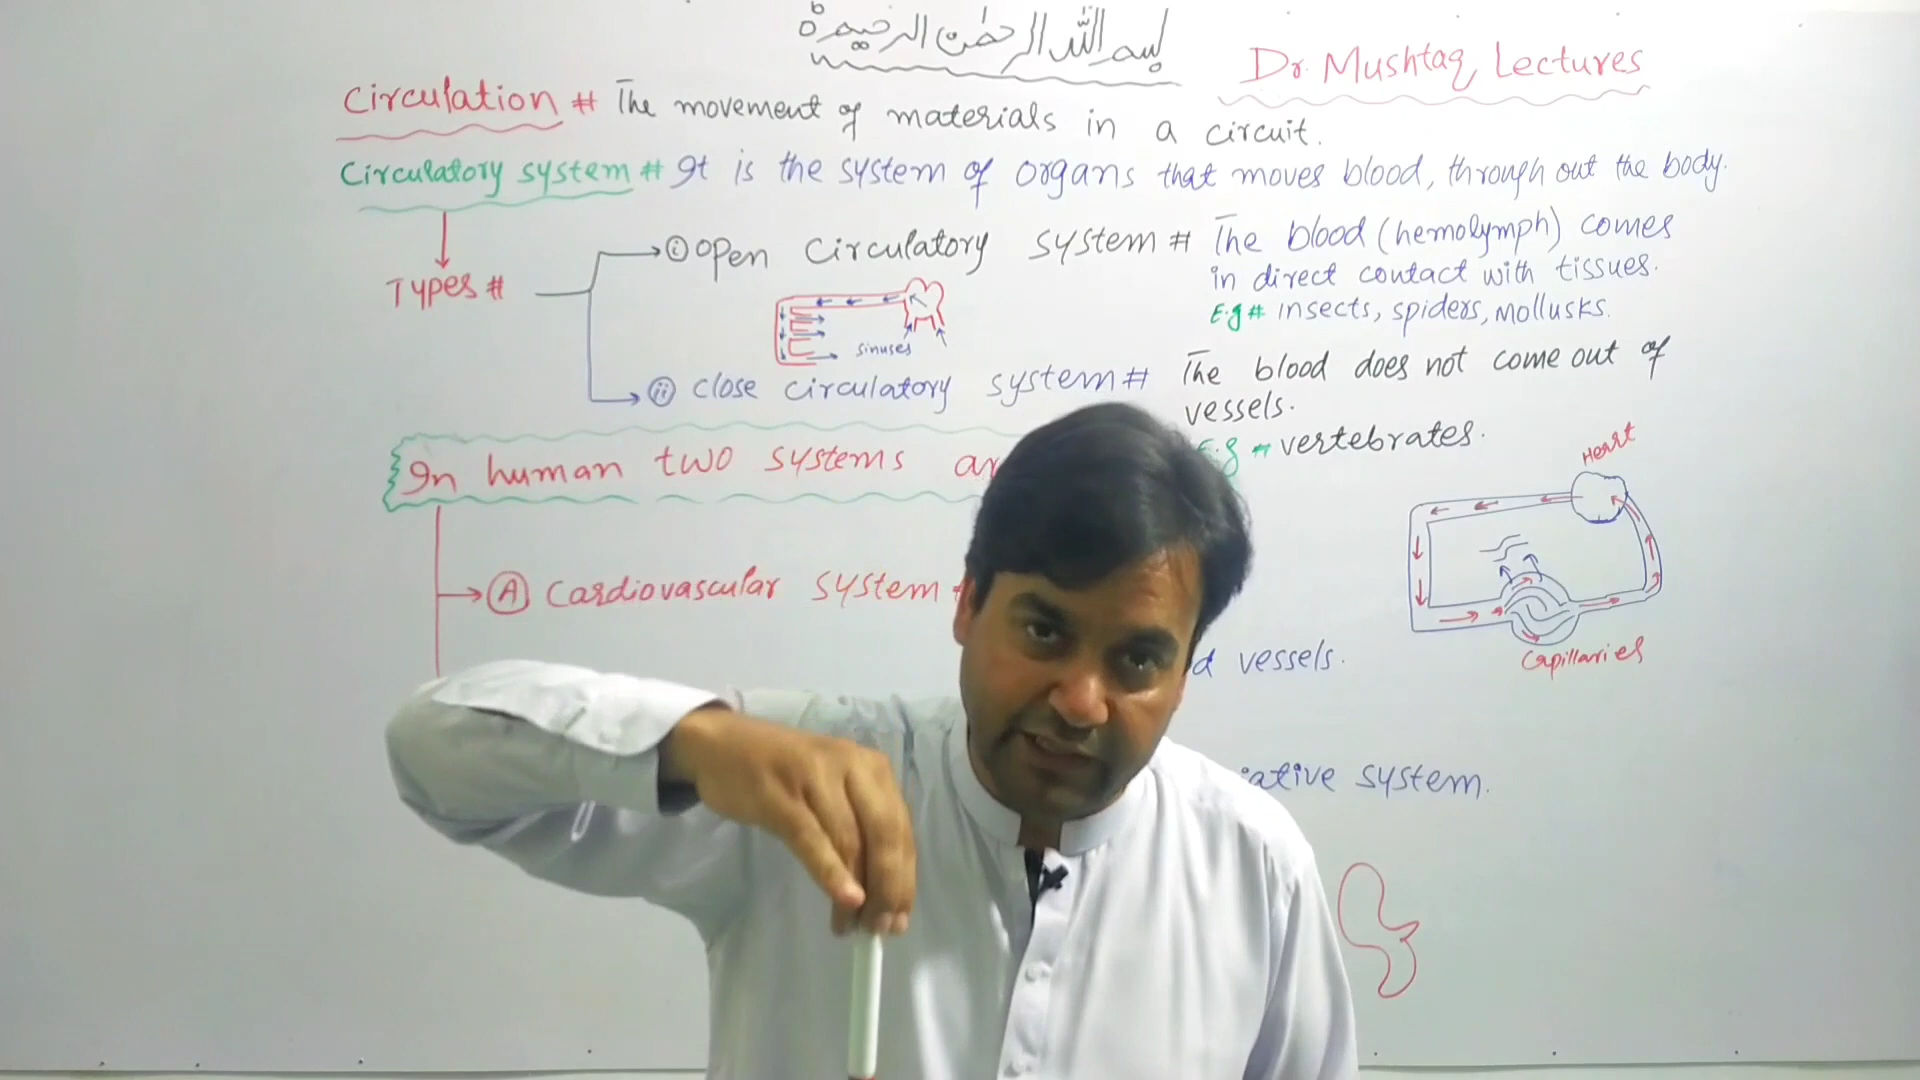 بسم الله الرحمٰن الرحیم ہ
Dr. Mushtaq Lectures
Circulation # The movement of materials in a circuit.
Circulatory system # It is the system of organs that moves blood, through out the body.
Types #
(i) Open Circulatory system # The blood (hemolymph) comes
in direct contact with tissues.
E.g # insects, spiders, mollusks.
sinuses
(ii) Close circulatory system # The blood does not come out of
vessels.
E.g # vertebrates.
Heart
Capillaries
In human two systems
(A) Cardiovascular system #
vessels.
system.